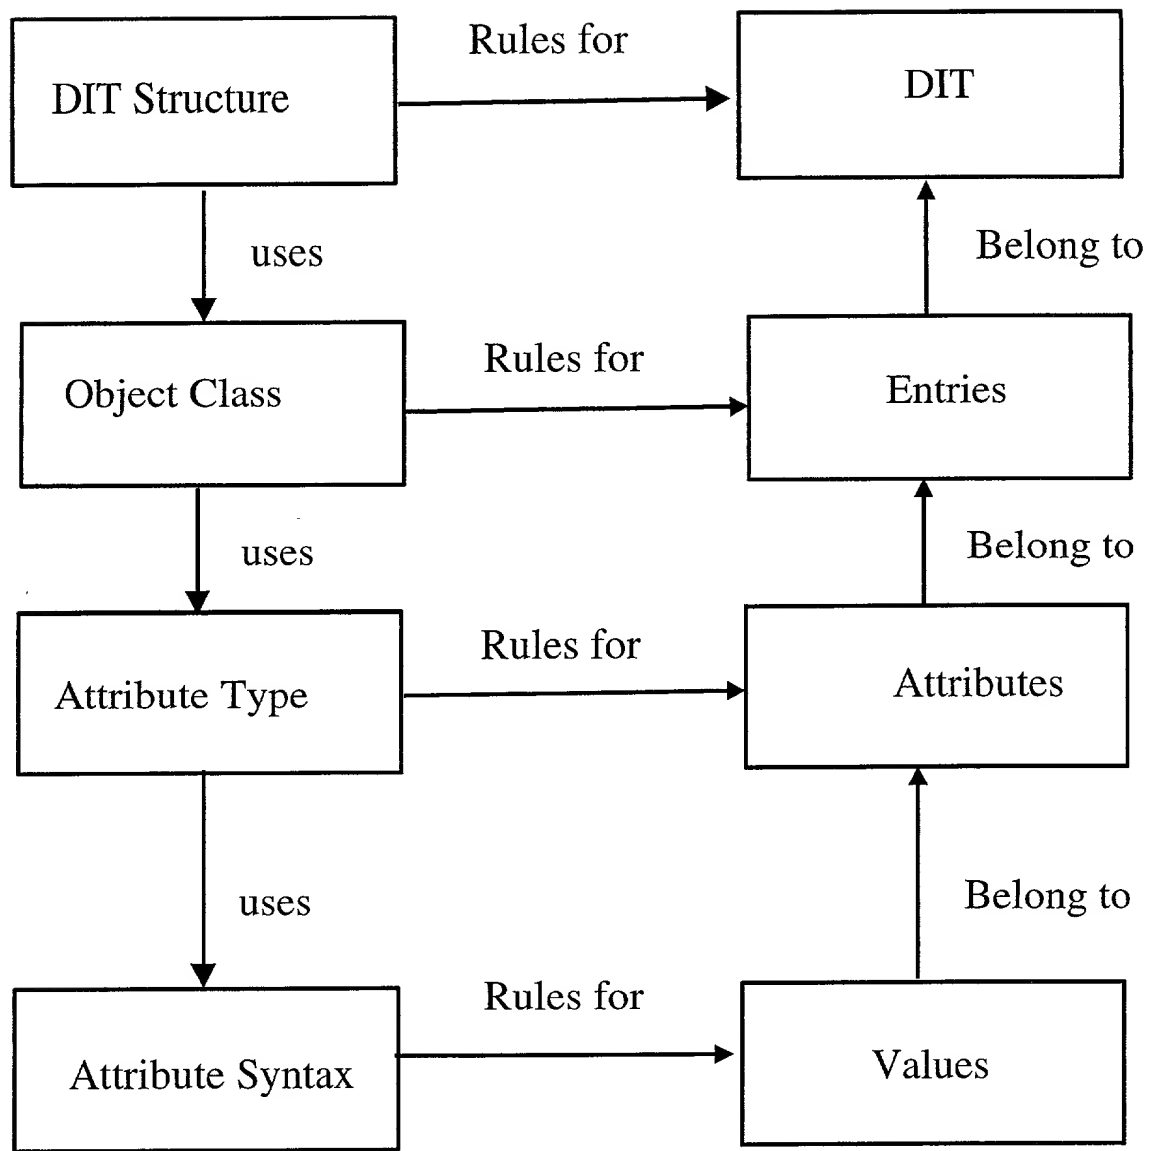 Rules for
DIT Structure
DIT
uses
Belong to
Rules for
Object Class
Entries
uses
Belong to
Rules for
Attribute Type
Attributes
uses
Belong to
Rules for
Attribute Syntax
Values